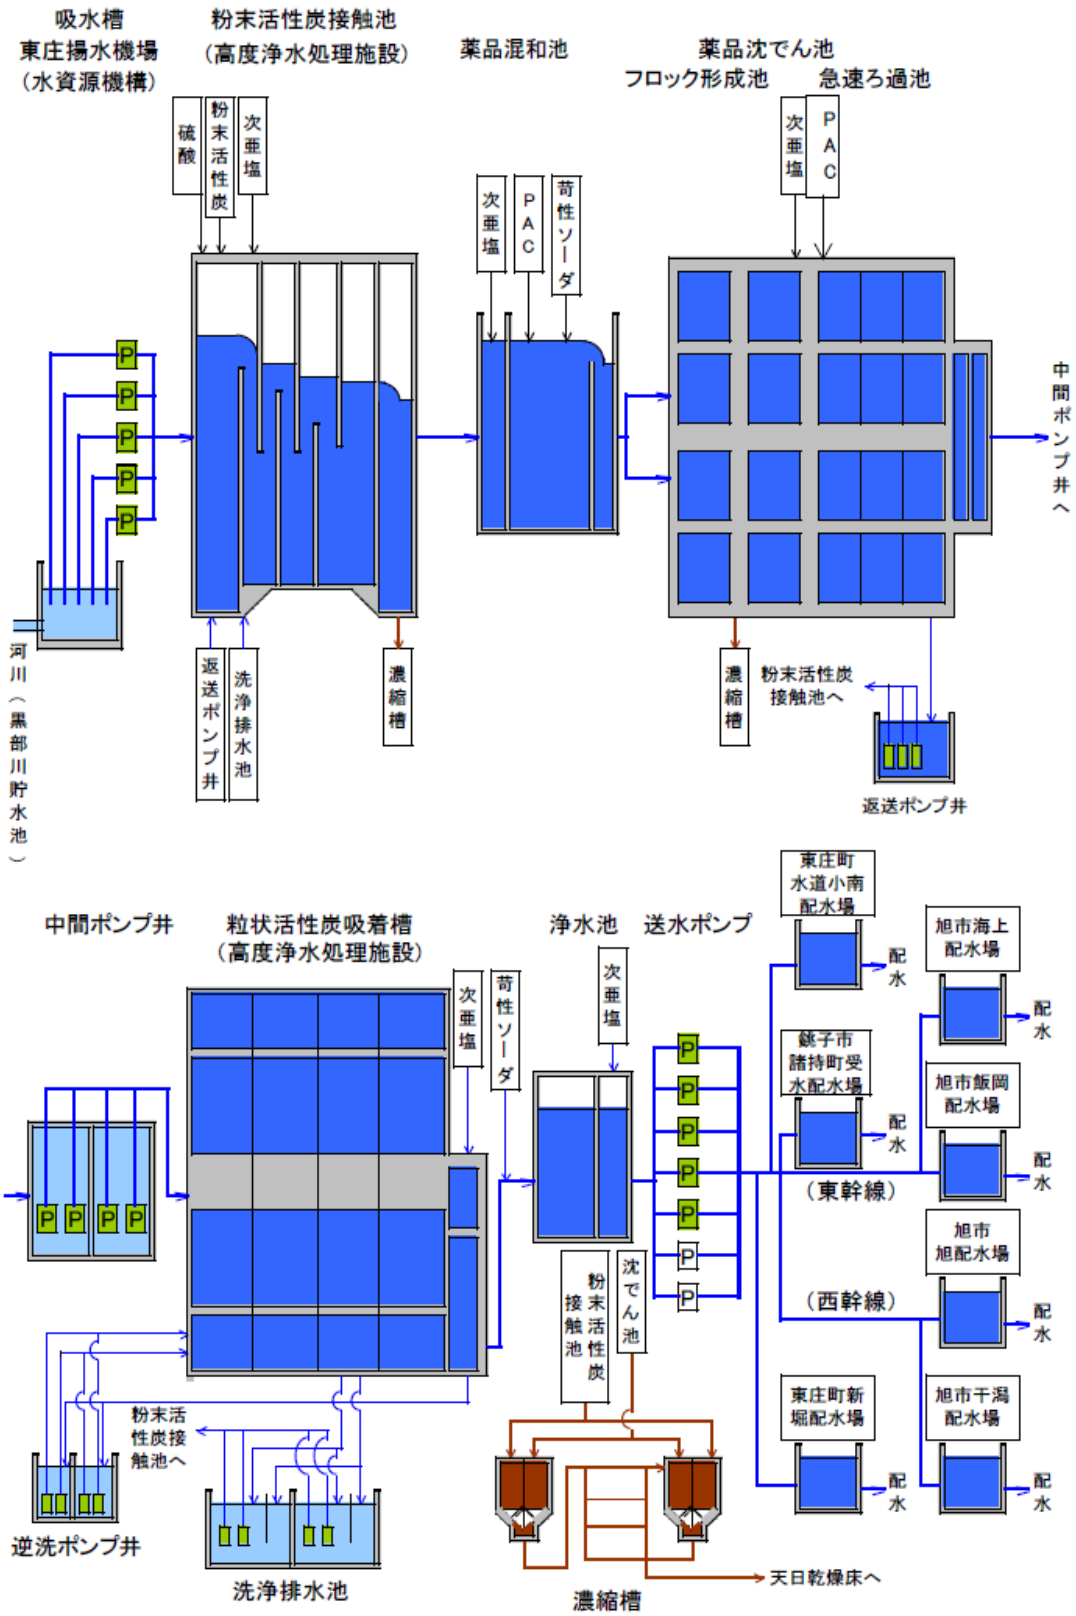 吸水槽
東庄揚水機場
（水資源機構）
粉末活性炭接触池
（高度浄水処理施設）
薬品混和池
薬品沈でん池
フロック形成池
急速ろ過池
硫酸
粉末活性炭
次亜塩
次亜塩
PAC
苛性ソーダ
次亜塩
PAC
P
P
P
P
P
中間ポンプ井へ
河川（黒部川貯水池）
返送ポンプ井
洗浄排水池
濃縮槽
濃縮槽
粉末活性炭
接触池へ
返送ポンプ井
中間ポンプ井
粒状活性炭吸着槽
（高度浄水処理施設）
浄水池
送水ポンプ
次亜塩
苛性ソーダ
次亜塩
P
P
P
P
P
P
P
P
P
P
P
東庄町
水道小南
配水場
配水
旭市海上
配水場
配水
銚子市
諸持町受
水配水場
配水
旭市飯岡
配水場
配水
（東幹線）
旭市
旭配水場
配水
（西幹線）
東庄町新
堀配水場
配水
旭市干潟
配水場
配水
粉末活性炭
接触池
沈でん池
粉末活
性炭接
触池へ
逆洗ポンプ井
洗浄排水池
濃縮槽
天日乾燥床へ